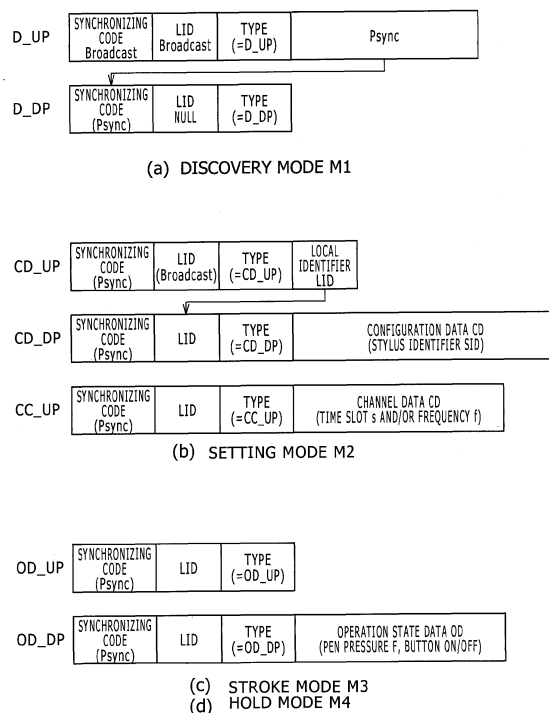 D_UP
SYNCHRONIZING
CODE
Broadcast
LID
Broadcast
TYPE
(=D_UP)
Psync
D_DP
SYNCHRONIZING
CODE
(Psync)
LID
NULL
TYPE
(=D_DP)
(a) DISCOVERY MODE M1
CD_UP
SYNCHRONIZING
CODE
(Psync)
LID
(Broadcast)
TYPE
(=CD_UP)
LOCAL
IDENTIFIER
LID
CD_DP
SYNCHRONIZING
CODE
(Psync)
LID
TYPE
(=CD_DP)
CONFIGURATION DATA CD
(STYLUS IDENTIFIER SID)
CC_UP
SYNCHRONIZING
CODE
(Psync)
LID
TYPE
(=CC_UP)
CHANNEL DATA CD
(TIME SLOT s AND/OR FREQUENCY f)
(b) SETTING MODE M2
OD_UP
SYNCHRONIZING
CODE
(Psync)
LID
TYPE
(=OD_UP)
OD_DP
SYNCHRONIZING
CODE
(Psync)
LID
TYPE
(=OD_DP)
OPERATION STATE DATA OD
(PEN PRESSURE F, BUTTON ON/OFF)
(c) STROKE MODE M3
(d) HOLD MODE M4